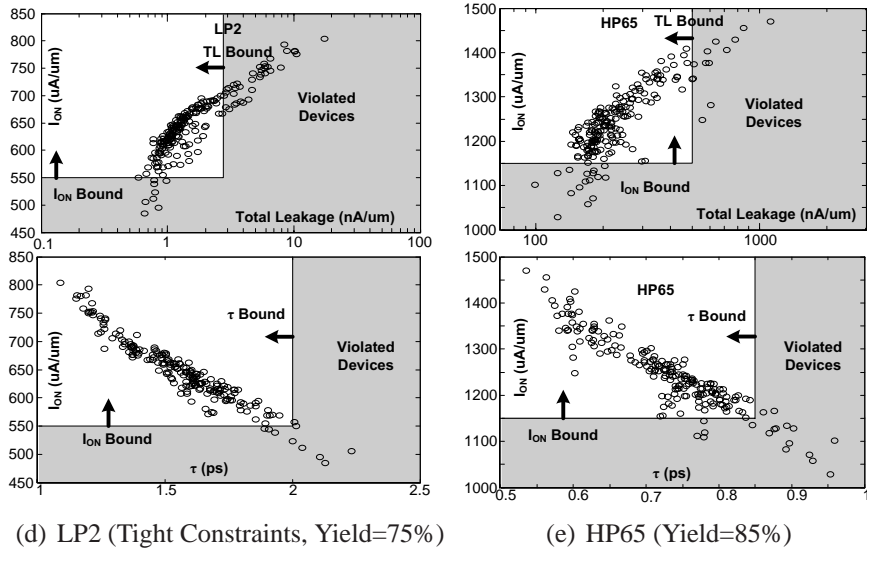 850
800
750
700
650
600
550
500
450
I_ON (uA/um)
LP2
TL Bound
Violated
Devices
I_ON Bound
Total Leakage (nA/um)
0.1
1
10
100
1500
1400
1300
1200
1100
1000
I_ON (uA/um)
HP65
TL Bound
Violated
Devices
I_ON Bound
Total Leakage (nA/um)
100
1000
850
800
750
700
650
600
550
500
450
I_ON (uA/um)
τ Bound
Violated
Devices
I_ON Bound
τ (ps)
1
1.5
2
2.5
1500
1400
1300
1200
1100
1000
I_ON (uA/um)
HP65
τ Bound
Violated
Devices
I_ON Bound
τ (ps)
0.5
0.6
0.7
0.8
0.9
1
(d) LP2 (Tight Constraints, Yield=75%)
(e) HP65 (Yield=85%)